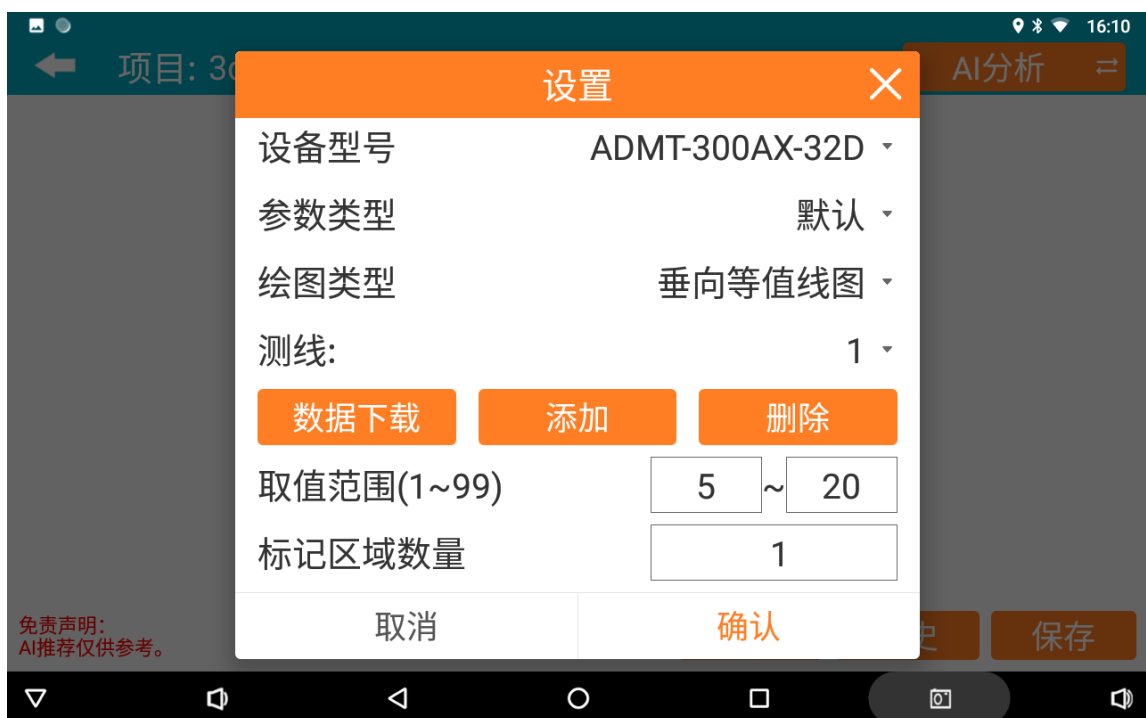 16:10
项目: 3d
AI分析
设置
设备型号 ADMT-300AX-32D
参数类型 默认
绘图类型 垂向等值线图
测线: 1
数据下载 添加 删除
取值范围(1~99) 5 ~ 20
标记区域数量 1
取消 确认
免责声明:
AI推荐仅供参考。
史 保存